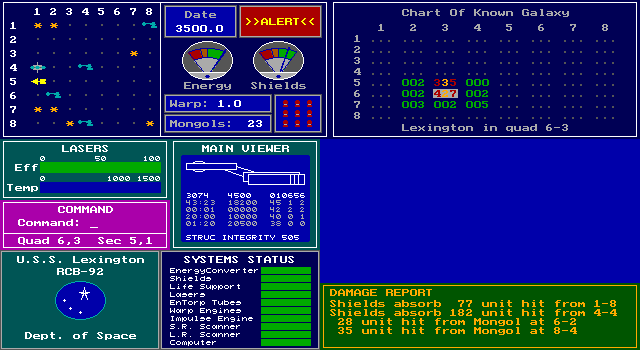 1 2 3 4 5 6 7 8
1
2
3
4
5
6
7
8
Date
3500.0
>>ALERT<<
Energy Shields
Warp: 1.0
Mongols: 23
Chart Of Known Galaxy
1 2 3 4 5 6 7 8
1
2
3
4
5 002 335 000
6 002 447 002
7 003 002 005
8
Lexington in quad 6-3
LASERS
0 50 100
Eff
0 1000 1500
Temp
MAIN VIEWER
3074 4500 010656
43:23 18200 45 1 2
00:01 00000 42 2 2
20:00 10000 40 0 1
01:20 20500 38 0 0
STRUC INTEGRITY 505
COMMAND
Command: _
Quad 6,3 Sec 5,1
U.S.S. Lexington
RCB-92
Dept. of Space
SYSTEMS STATUS
EnergyConverter
Shields
Life Support
Lasers
EnTorp Tubes
Warp Engines
Impulse Engine
S.R. Scanner
L.R. Scanner
Computer
DAMAGE REPORT
Shields absorb 77 unit hit from 1-8
Shields absorb 182 unit hit from 4-4
28 unit hit from Mongol at 6-2
35 unit hit from Mongol at 8-4